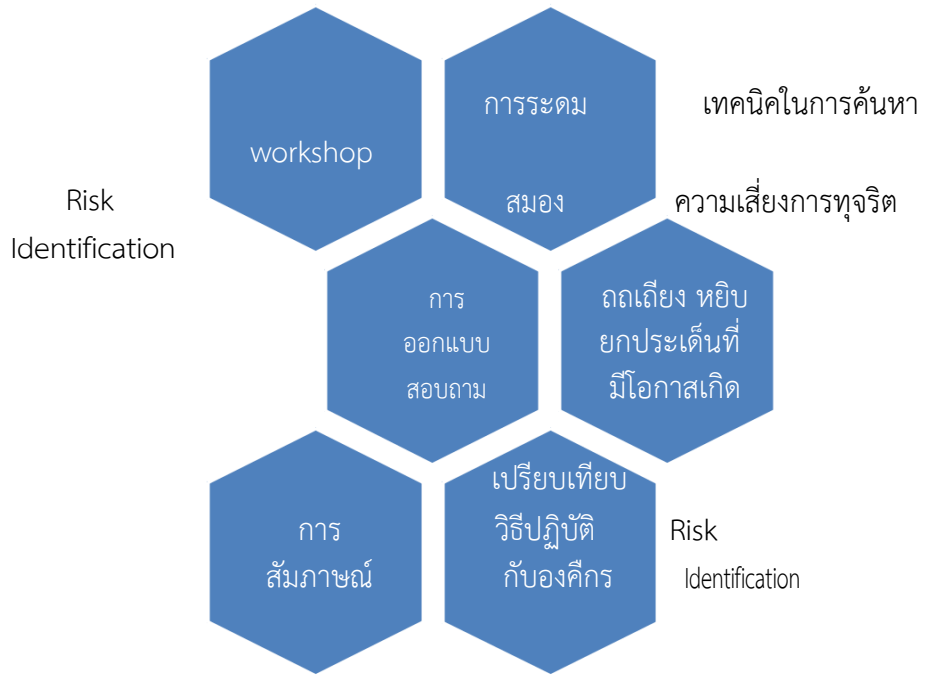 workshop
การระดม
สมอง
เทคนิคในการค้นหา
ความเสี่ยงการทุจริต
Risk
Identification
การ
ออกแบบ
สอบถาม
ถถเถียง หยิบ
ยกประเด็นที่
มีโอกาสเกิด
การ
สัมภาษณ์
เปรียบเทียบ
วิธีปฏิบัติ
กับองคืกร
Risk
Identification